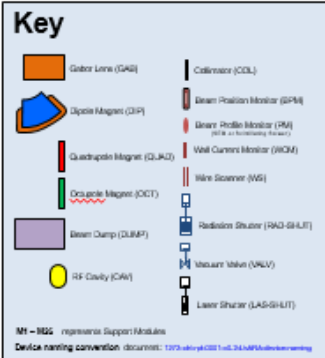 Key
Gabor Lens (GAB)
Dipole Magnet (DIP)
Quadrupole Magnet (QUAD)
Octupole Magnet (OCT)
Beam Dump (DUMP)
RF Cavity (CAV)
Collimator (COL)
Beam Position Monitor (BPM)
Beam Profile Monitor (PM)
Wall Current Monitor (WCM)
Wire Scanner (WS)
Radiation Shutter (RAD-SHUT)
Vacuum Valve (VALV)
Laser Shutter (LAS-SHUT)
represents Support Modules
Device naming convention document: